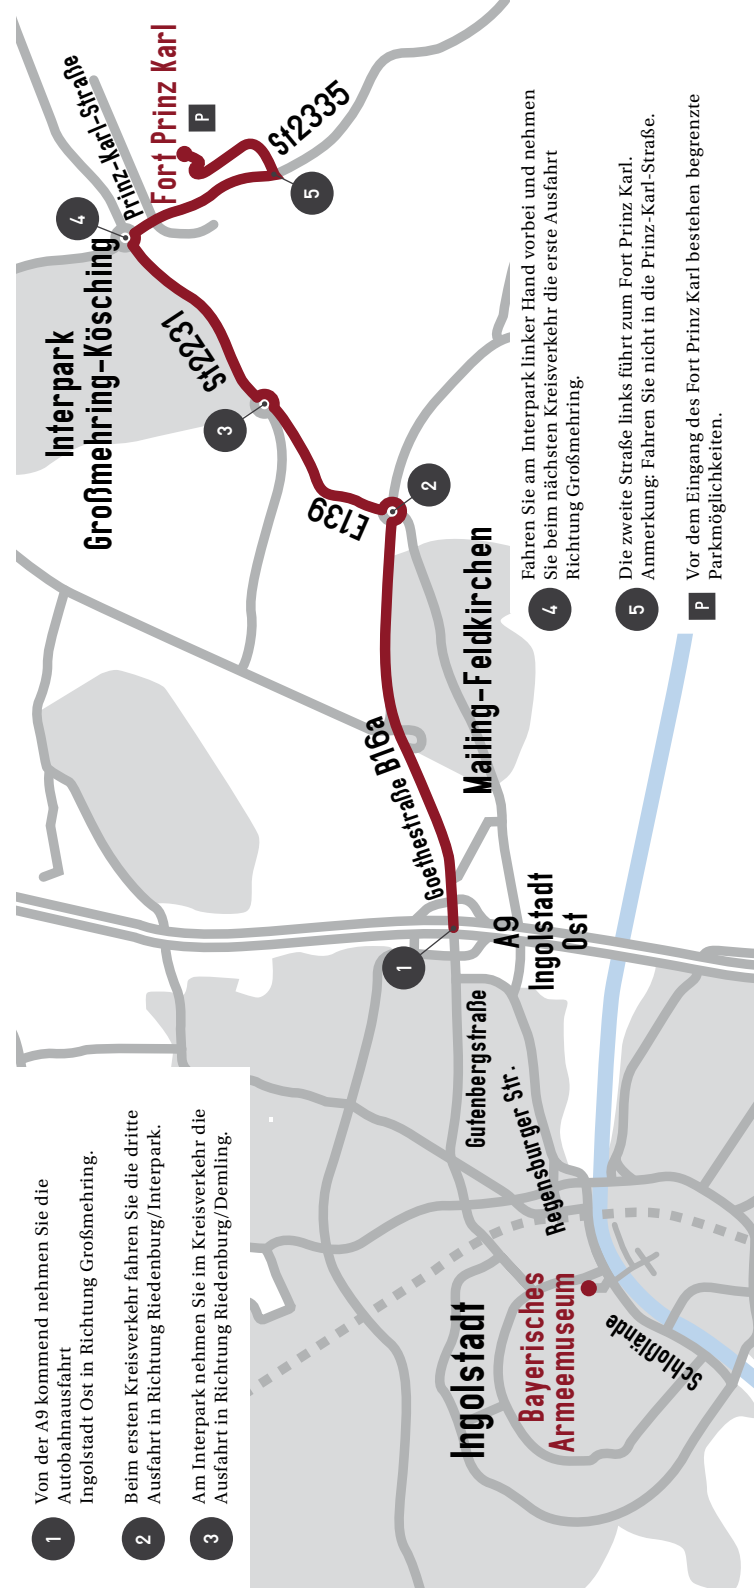 1
Von der A9 kommend nehmen Sie die
Autobahnausfahrt
Ingolstadt Ost in Richtung Großmehring.
2
Beim ersten Kreisverkehr fahren Sie die dritte
Ausfahrt in Richtung Riedenburg/Interpark.
3
Am Interpark nehmen Sie im Kreisverkehr die
Ausfahrt in Richtung Riedenburg/Demling.
Interpark
Großmehring-Kösching
4
Prinz-Karl-Straße
Fort Prinz Karl
P
St2335
5
St2231
3
E139
2
Mailing-Feldkirchen
B16a
Goethestraße
1
A9
Ingolstadt
Ost
Gutenbergstraße
Regensburger Str.
Ingolstadt
Bayerisches
Armeemuseum
Schloßlände
4
Fahren Sie am Interpark linker Hand vorbei und nehmen
Sie beim nächsten Kreisverkehr die erste Ausfahrt
Richtung Großmehring.
5
Die zweite Straße links führt zum Fort Prinz Karl.
Anmerkung: Fahren Sie nicht in die Prinz-Karl-Straße.
P
Vor dem Eingang des Fort Prinz Karl bestehen begrenzte
Parkmöglichkeiten.